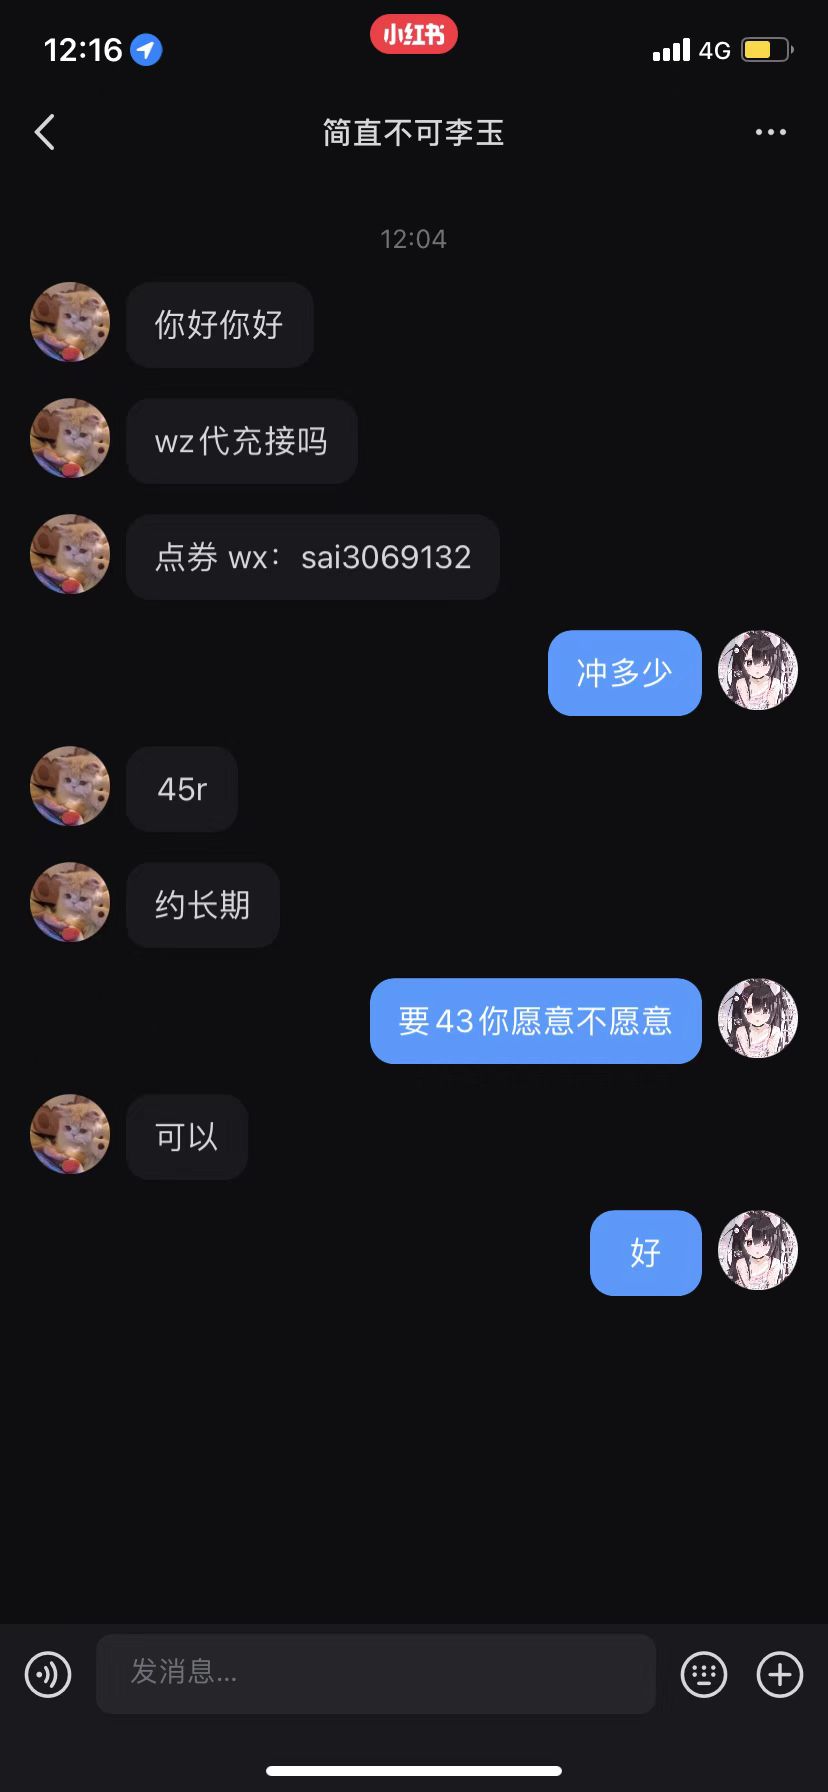 12:16
小红书
4G
简直不可李玉
12:04
你好你好
wz代充接吗
点券 wx：sai3069132
冲多少
45r
约长期
要43你愿意不愿意
可以
好
发消息...